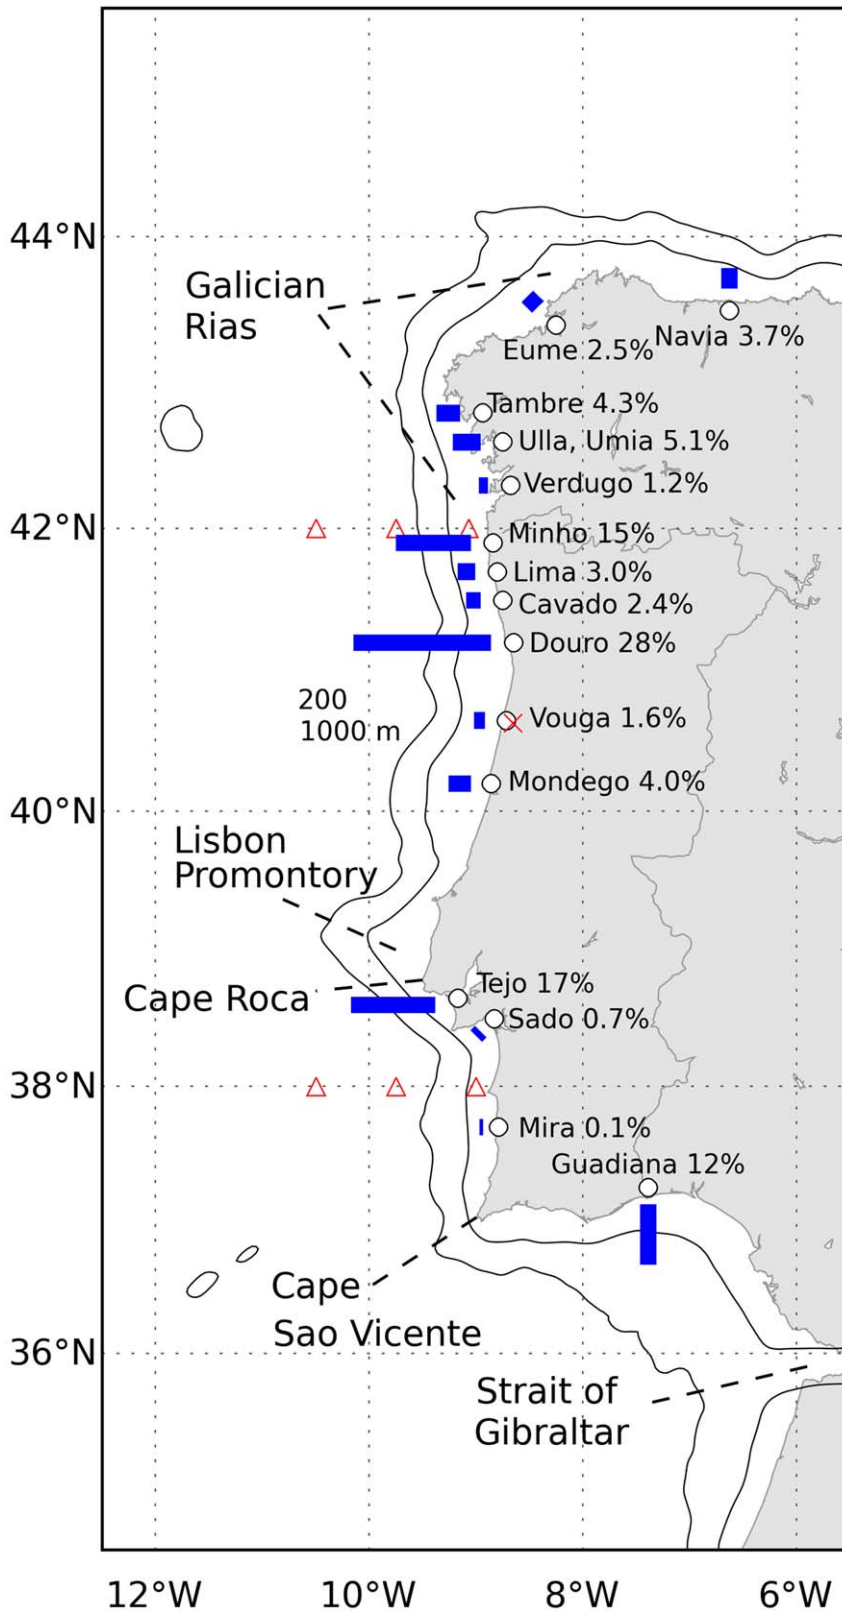 44°N
Galician
Rias
Eume 2.5%
Navia 3.7%
Tambre 4.3%
Ulla, Umia 5.1%
Verdugo 1.2%
42°N
Minho 15%
Lima 3.0%
Cavado 2.4%
Douro 28%
200
1000 m
Vouga 1.6%
Mondego 4.0%
40°N
Lisbon
Promontory
Cape Roca
Tejo 17%
Sado 0.7%
38°N
Mira 0.1%
Guadiana 12%
Cape
Sao Vicente
36°N
Strait of
Gibraltar
12°W 10°W 8°W 6°W